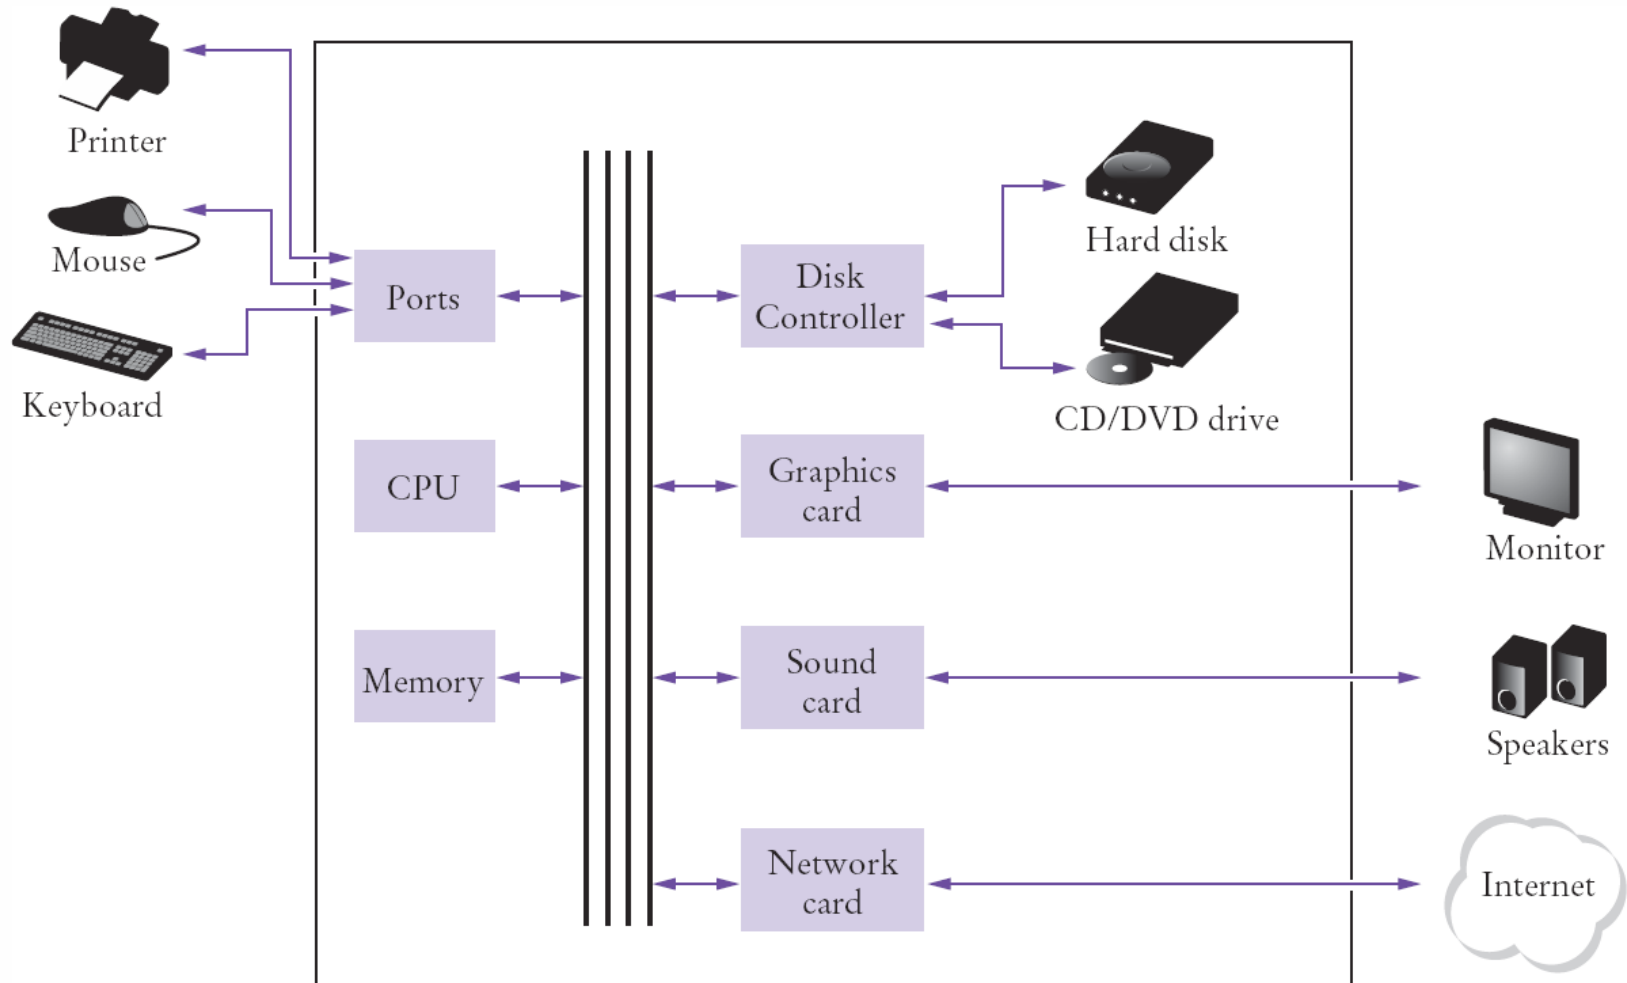 Printer
Mouse
Keyboard
Ports
CPU
Memory
Disk
Controller
Graphics
card
Sound
card
Network
card
Hard disk
CD/DVD drive
Monitor
Speakers
Internet